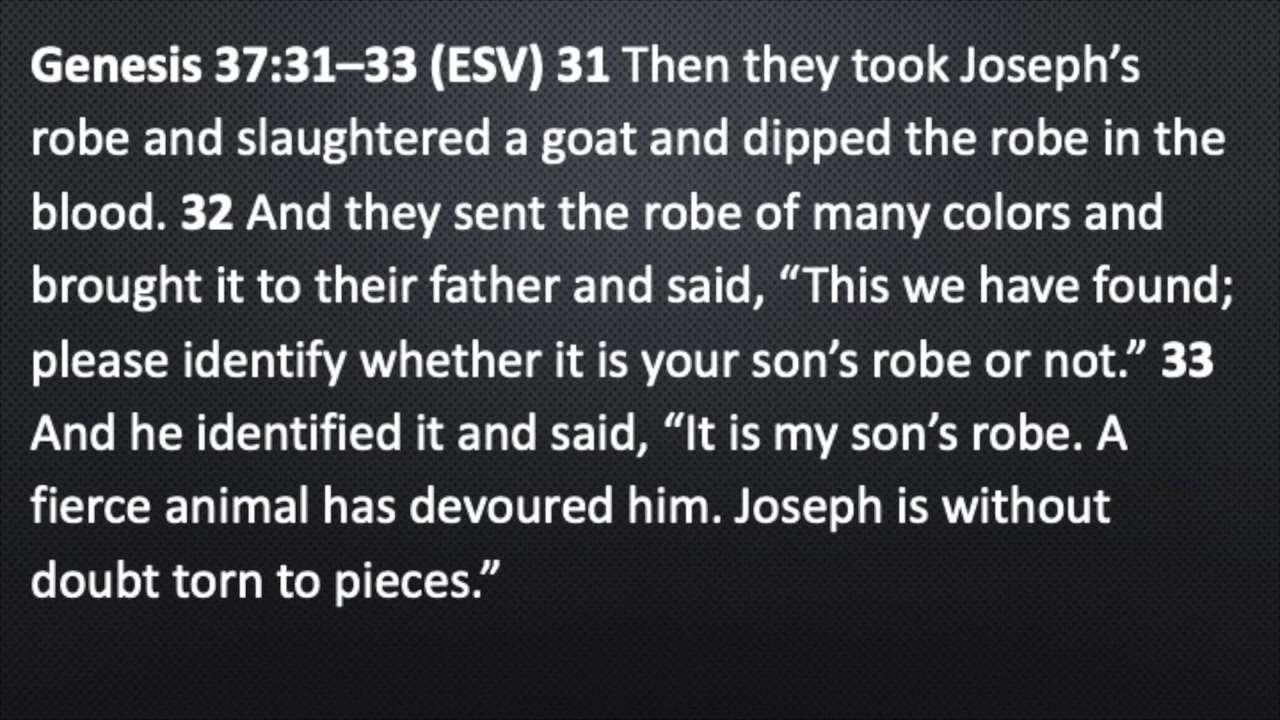 Genesis 37:31–33 (ESV) 31 Then they took Joseph’s
robe and slaughtered a goat and dipped the robe in the
blood. 32 And they sent the robe of many colors and
brought it to their father and said, “This we have found;
please identify whether it is your son’s robe or not.” 33
And he identified it and said, “It is my son’s robe. A
fierce animal has devoured him. Joseph is without
doubt torn to pieces.”